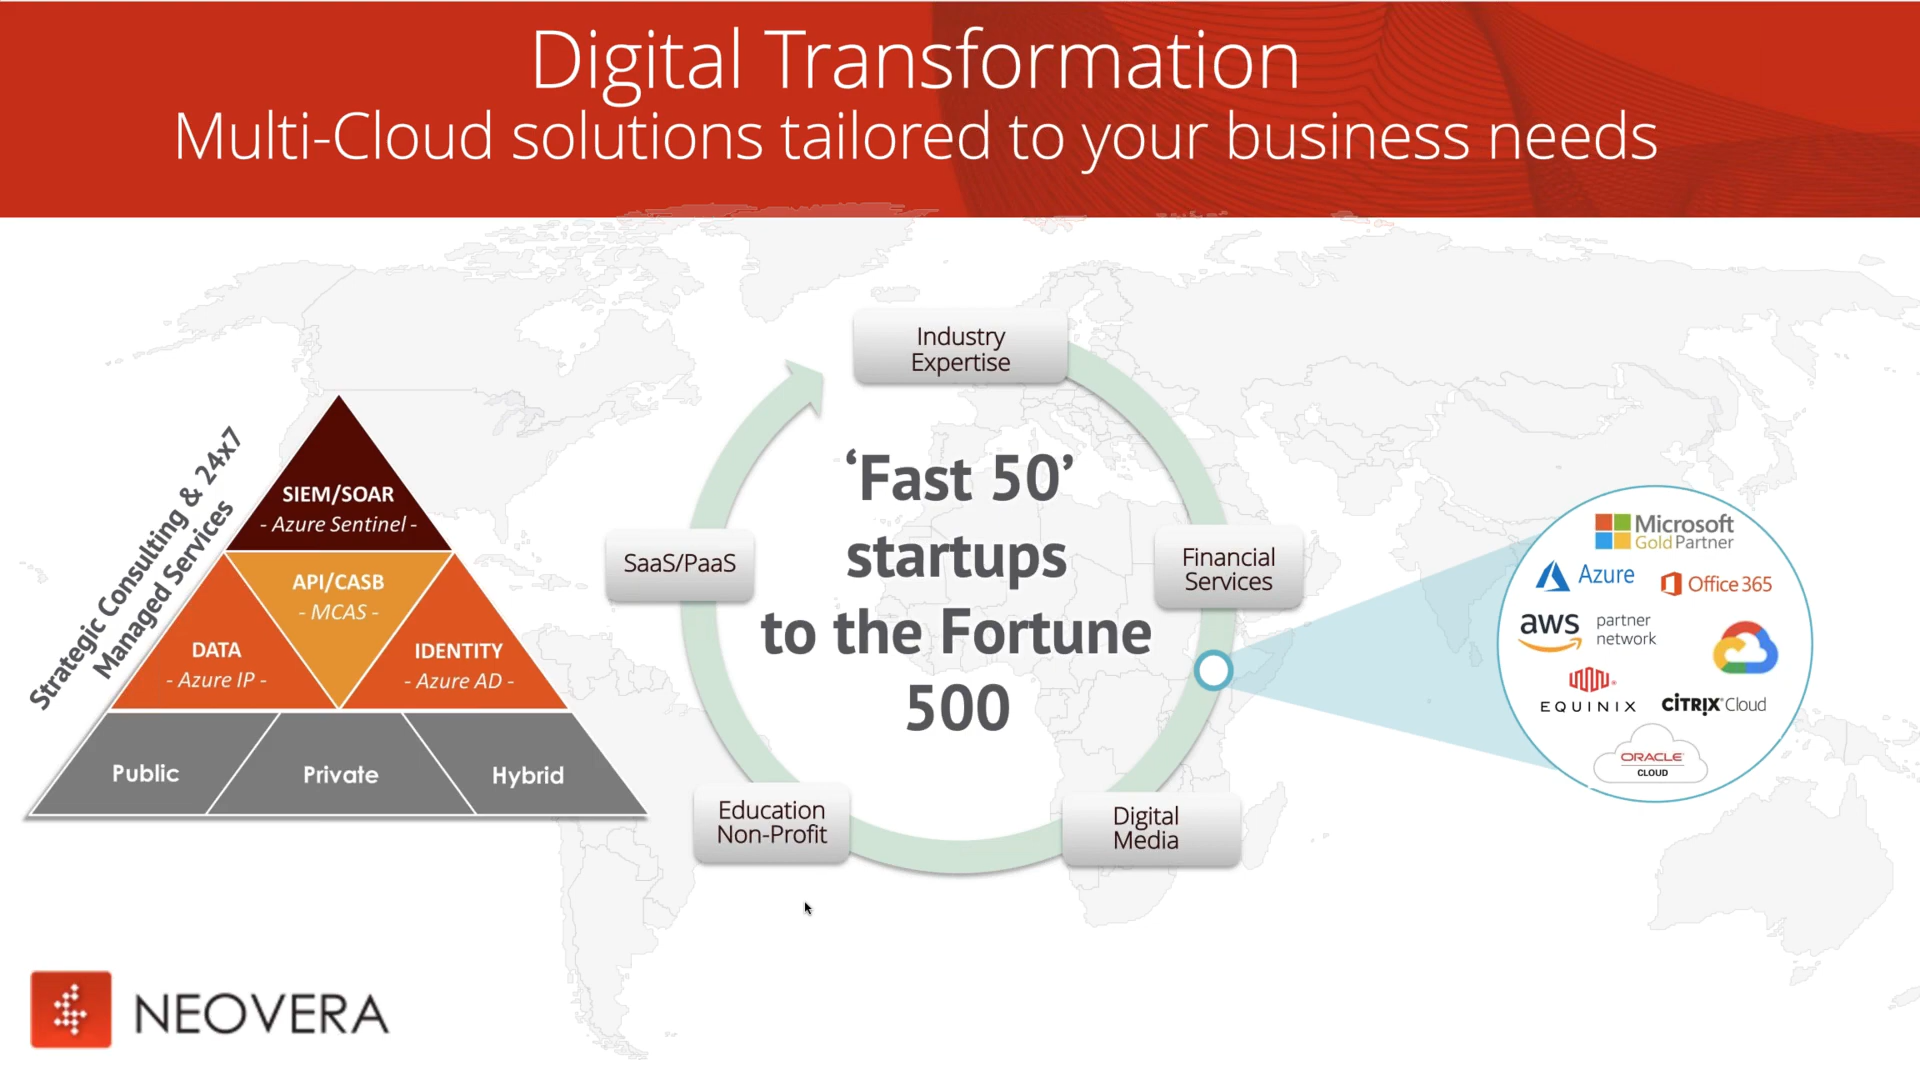 Digital Transformation
Multi-Cloud solutions tailored to your business needs
Strategic Consulting & 24x7
Managed Services
SIEM/SOAR
- Azure Sentinel -
API/CASB
- MCAS -
DATA
- Azure IP -
IDENTITY
- Azure AD -
Public
Private
Hybrid
Industry
Expertise
Financial
Services
Digital
Media
Education
Non-Profit
SaaS/PaaS
‘Fast 50’
startups
to the Fortune
500
Microsoft
Gold Partner
Azure
Office 365
aws partner
network
EQUINIX
CITRIX Cloud
ORACLE
CLOUD
NEOVERA